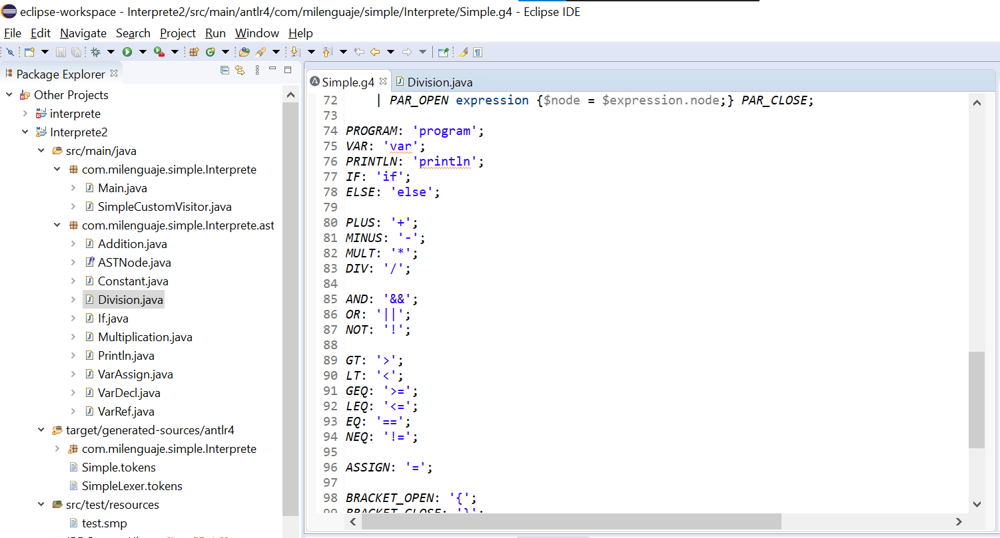 eclipse-workspace - Interprete2/src/main/antlr4/com/milenguaje/simple/Interprete/Simple.g4 - Eclipse IDE
File Edit Navigate Search Project Run Window Help
Package Explorer
Other Projects
interprete
Interprete2
src/main/java
com.milenguaje.simple.Interprete
Main.java
SimpleCustomVisitor.java
com.milenguaje.simple.Interprete.ast
Addition.java
ASTNode.java
Constant.java
Division.java
If.java
Multiplication.java
Println.java
VarAssign.java
VarDecl.java
VarRef.java
target/generated-sources/antlr4
com.milenguaje.simple.Interprete
Simple.tokens
SimpleLexer.tokens
src/test/resources
test.smp
Simple.g4 Division.java
72 | PAR_OPEN expression {$node = $expression.node;} PAR_CLOSE;
73
74 PROGRAM: 'program';
75 VAR: 'var';
76 PRINTLN: 'println';
77 IF: 'if';
78 ELSE: 'else';
79
80 PLUS: '+';
81 MINUS: '-';
82 MULT: '*';
83 DIV: '/';
84
85 AND: '&&';
86 OR: '||';
87 NOT: '!';
88
89 GT: '>';
90 LT: '<';
91 GEQ: '>=';
92 LEQ: '<=';
93 EQ: '==';
94 NEQ: '!=';
95
96 ASSIGN: '=';
97
98 BRACKET_OPEN: '{';
99 BRACKET_CLOSE: '}';